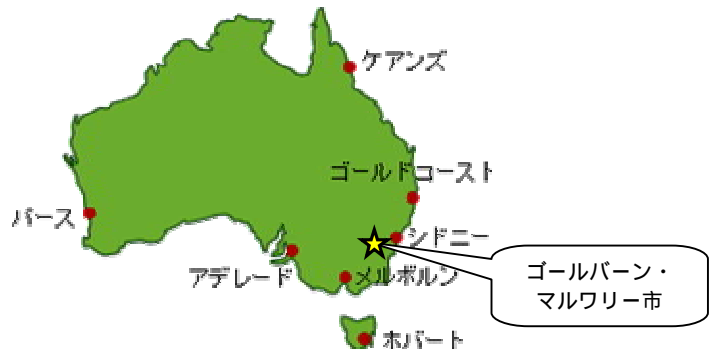 ケアンズ
ゴールドコースト
パース
シドニー
アデレード
メルボルン
ゴールバーン・
マルワリー市
ホバート